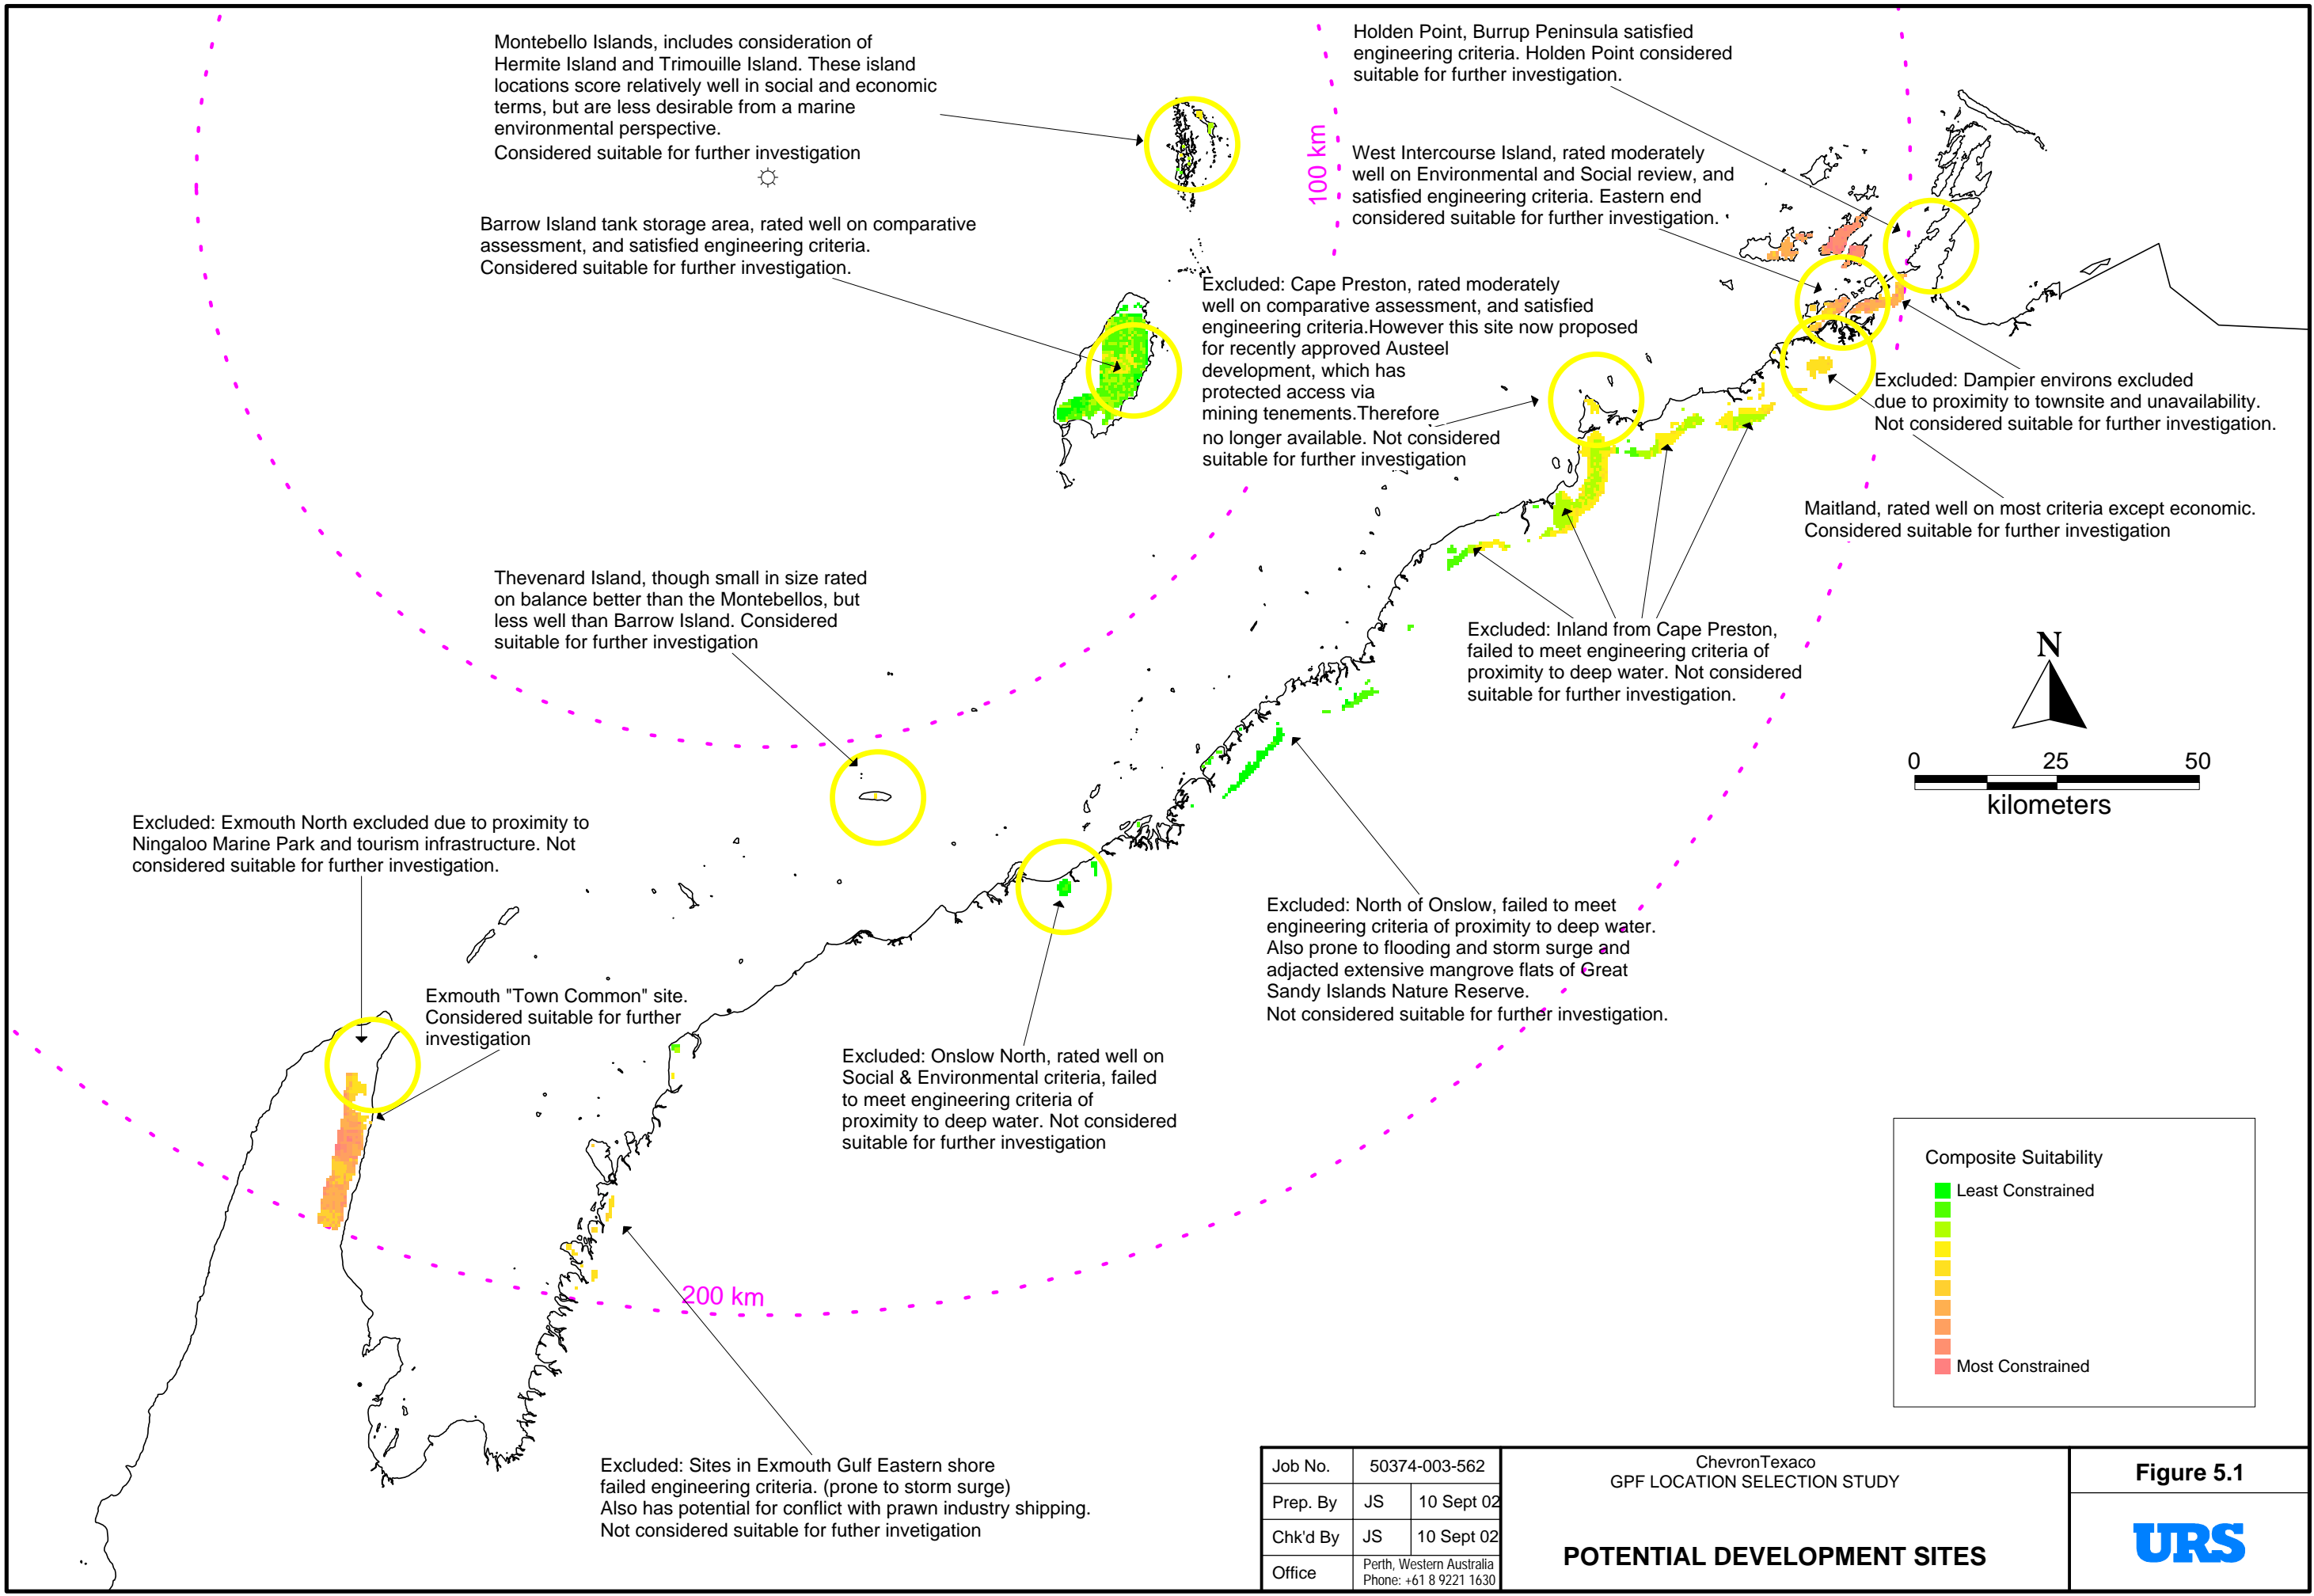 Montebello Islands, includes consideration of
Hermite Island and Trimouille Island. These island
locations score relatively well in social and economic
terms, but are less desirable from a marine
environmental perspective.
Considered suitable for further investigation
Barrow Island tank storage area, rated well on comparative
assessment, and satisfied engineering criteria.
Considered suitable for further investigation.
100 km
Holden Point, Burrup Peninsula satisfied
engineering criteria. Holden Point considered
suitable for further investigation.
West Intercourse Island, rated moderately
well on Environmental and Social review, and
satisfied engineering criteria. Eastern end
considered suitable for further investigation.
Excluded: Cape Preston, rated moderately
well on comparative assessment, and satisfied
engineering criteria.However this site now proposed
for recently approved Austeel
development, which has
protected access via
mining tenements.Therefore
no longer available. Not considered
suitable for further investigation
Excluded: Dampier environs excluded
due to proximity to townsite and unavailability.
Not considered suitable for further investigation.
Maitland, rated well on most criteria except economic.
Considered suitable for further investigation
Thevenard Island, though small in size rated
on balance better than the Montebellos, but
less well than Barrow Island. Considered
suitable for further investigation
Excluded: Inland from Cape Preston,
failed to meet engineering criteria of
proximity to deep water. Not considered
suitable for further investigation.
N
0 25 50
kilometers
Excluded: Exmouth North excluded due to proximity to
Ningaloo Marine Park and tourism infrastructure. Not
considered suitable for further investigation.
Exmouth "Town Common" site.
Considered suitable for further
investigation
Excluded: North of Onslow, failed to meet
engineering criteria of proximity to deep water.
Also prone to flooding and storm surge and
adjacted extensive mangrove flats of Great
Sandy Islands Nature Reserve.
Not considered suitable for further investigation.
Excluded: Onslow North, rated well on
Social & Environmental criteria, failed
to meet engineering criteria of
proximity to deep water. Not considered
suitable for further investigation
200 km
Excluded: Sites in Exmouth Gulf Eastern shore
failed engineering criteria. (prone to storm surge)
Also has potential for conflict with prawn industry shipping.
Not considered suitable for futher invetigation
Composite Suitability
Least Constrained
Most Constrained
Job No. 50374-003-562
Prep. By JS 10 Sept 02
Chk'd By JS 10 Sept 02
Office Perth, Western Australia
Phone: +61 8 9221 1630
ChevronTexaco
GPF LOCATION SELECTION STUDY
POTENTIAL DEVELOPMENT SITES
Figure 5.1
URS